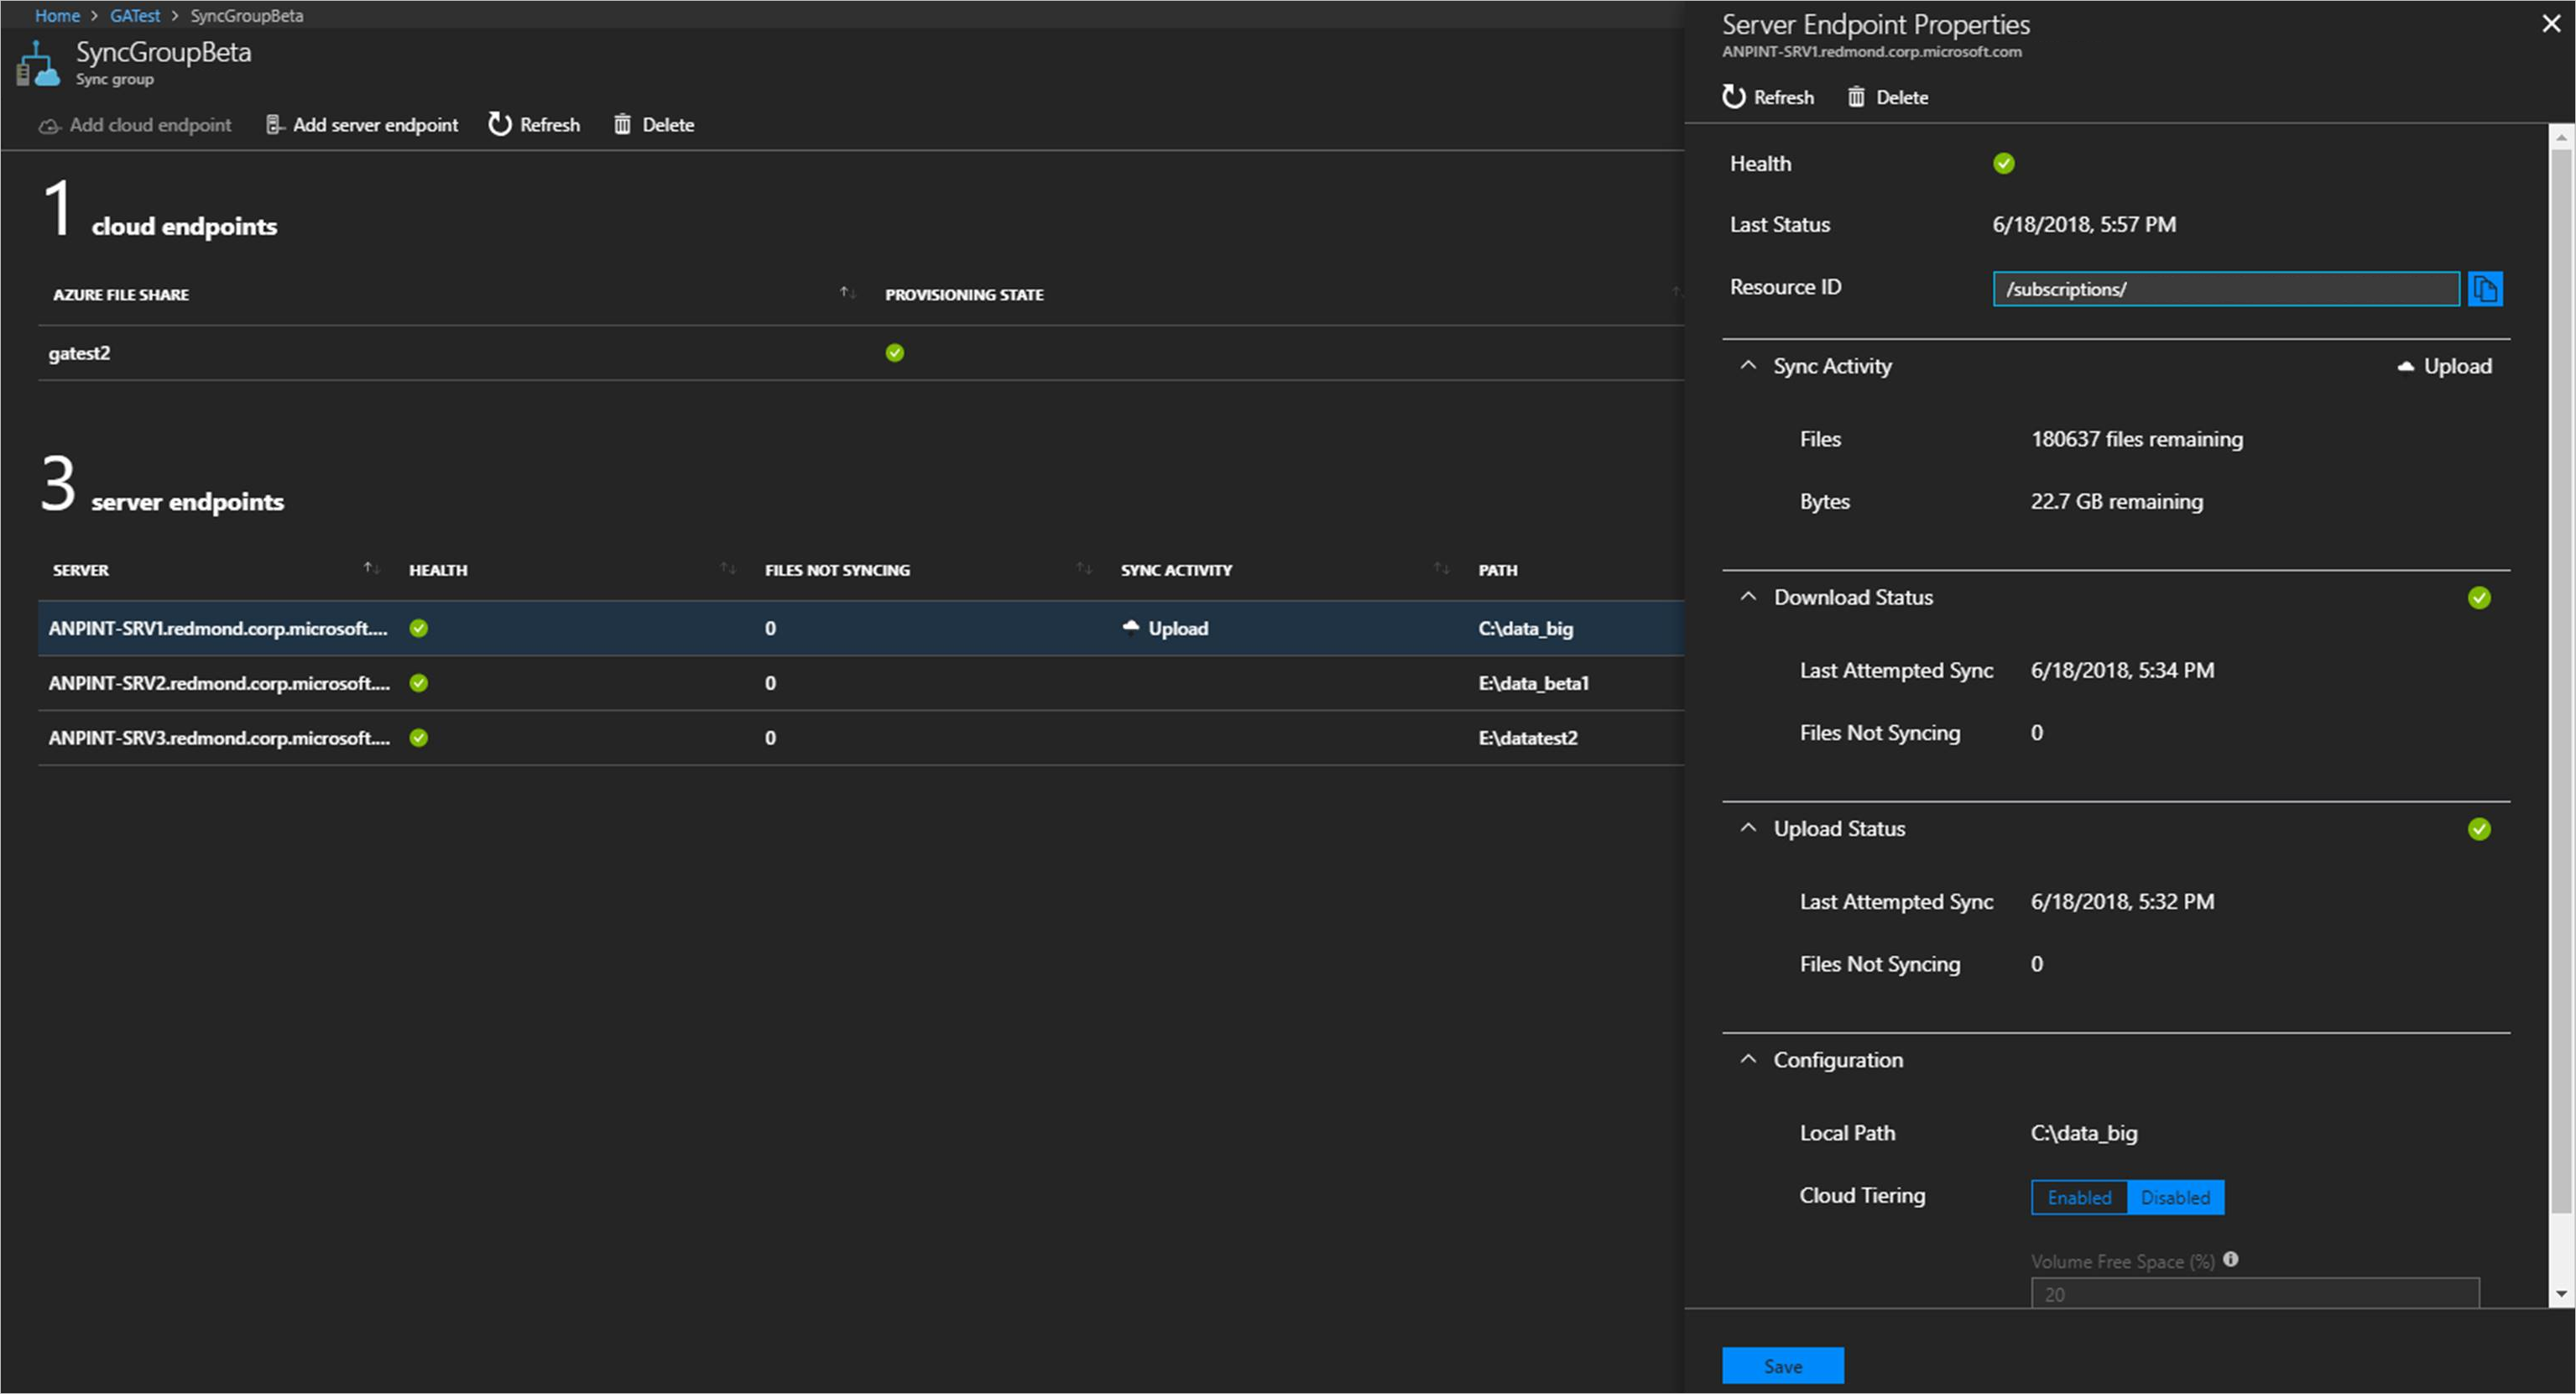 Home > GATest > SyncGroupBeta
SyncGroupBeta
Sync group
Add cloud endpoint Add server endpoint Refresh Delete
1 cloud endpoints
AZURE FILE SHARE PROVISIONING STATE
gatest2
3 server endpoints
SERVER HEALTH FILES NOT SYNCING SYNC ACTIVITY PATH
ANPINT-SRV1.redmond.corp.microsoft.... 0 Upload C:\data_big
ANPINT-SRV2.redmond.corp.microsoft.... 0 E:\data_beta1
ANPINT-SRV3.redmond.corp.microsoft.... 0 E:\datatest2
Server Endpoint Properties
ANPINT-SRV1.redmond.corp.microsoft.com
Refresh Delete
Health
Last Status 6/18/2018, 5:57 PM
Resource ID /subscriptions/
Sync Activity Upload
Files 180637 files remaining
Bytes 22.7 GB remaining
Download Status
Last Attempted Sync 6/18/2018, 5:34 PM
Files Not Syncing 0
Upload Status
Last Attempted Sync 6/18/2018, 5:32 PM
Files Not Syncing 0
Configuration
Local Path C:\data_big
Cloud Tiering Enabled Disabled
Volume Free Space (%)
20
Save